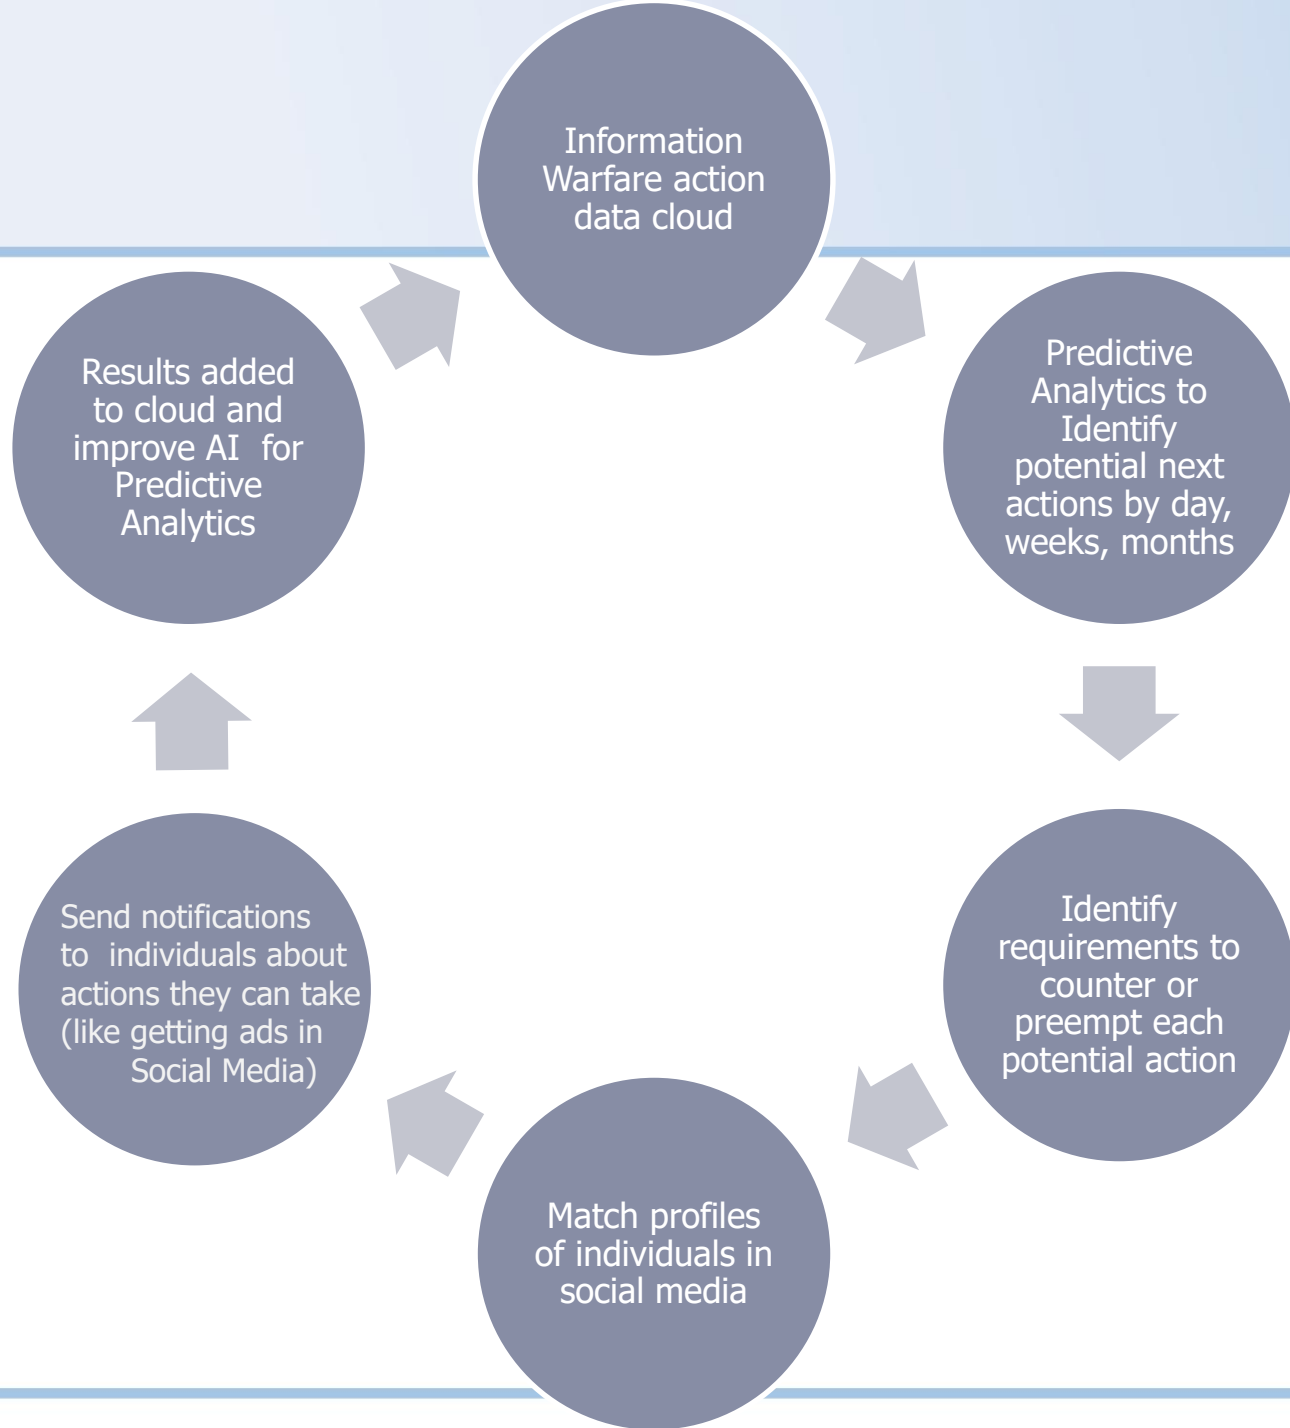 Information
Warfare action
data cloud
Predictive
Analytics to
Identify
potential next
actions by day,
weeks, months
Identify
requirements to
counter or
preempt each
potential action
Match profiles
of individuals in
social media
Send notifications
to individuals about
actions they can take
(like getting ads in
Social Media)
Results added
to cloud and
improve AI for
Predictive
Analytics